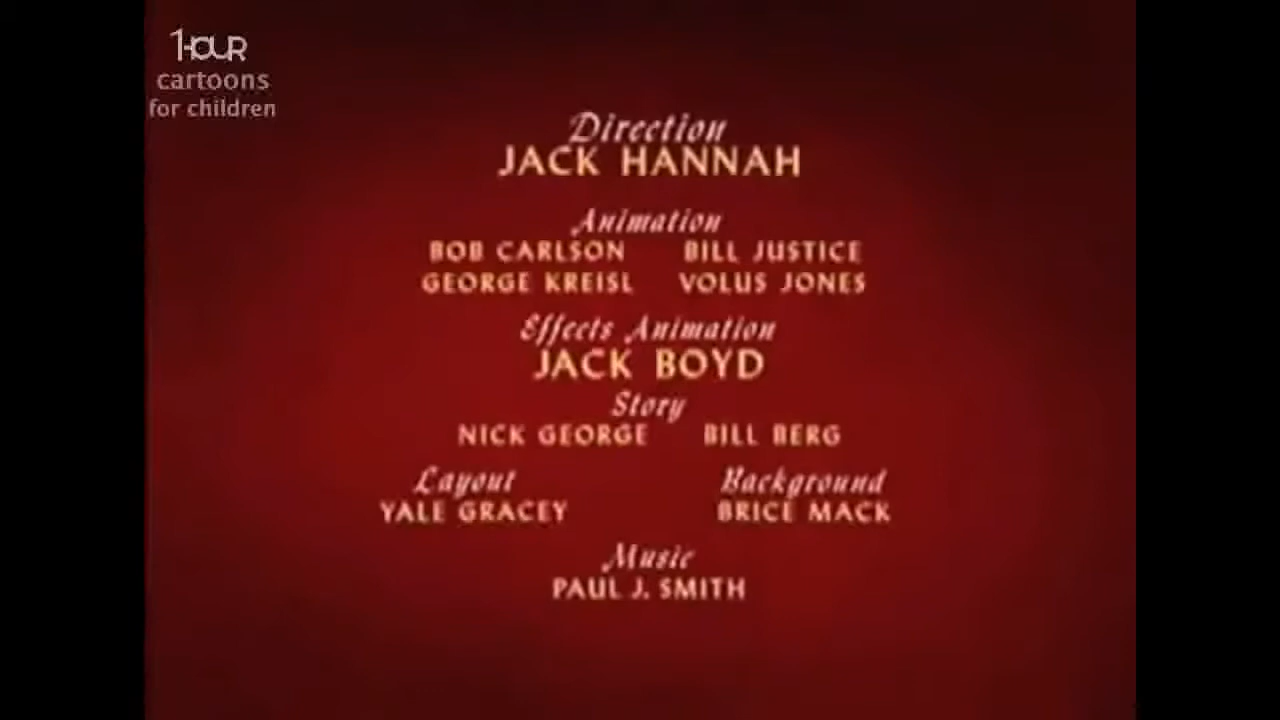 1HOUR
cartoons
for children
Direction
JACK HANNAH
Animation
BOB CARLSON BILL JUSTICE
GEORGE KREISL VOLUS JONES
Effects Animation
JACK BOYD
Story
NICK GEORGE BILL BERG
Layout Background
YALE GRACEY BRICE MACK
Music
PAUL J. SMITH